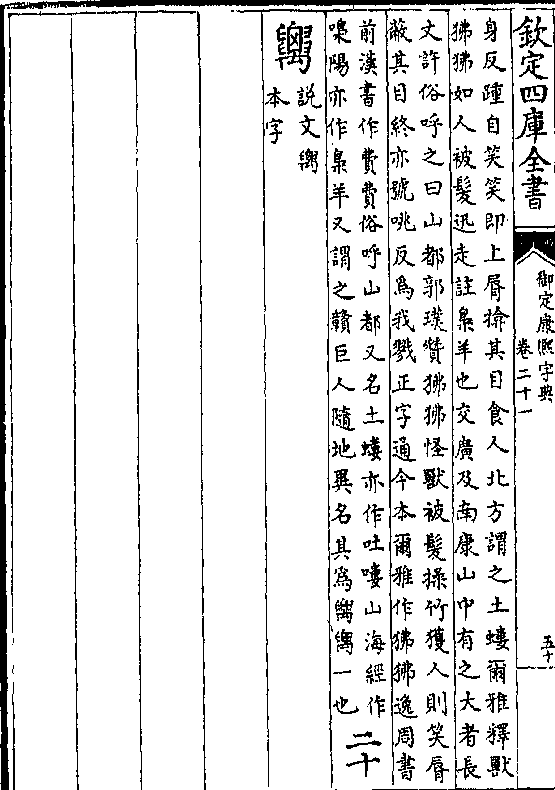 欽定四庫全書
御定康熙字典
卷二十一
五十
身反踵自笑笑即上脣揜其目食人北方謂之土螻爾雅釋獸
狒狒如人被髮迅走註梟羊也交廣及南康山中有之大者長
丈許俗呼之曰山都郭璞贊狒狒怪獸被髮操竹獲人則笑脣
蔽其目終亦號咷反爲我戮正字通今本爾雅作狒狒逸周書
前漢書作費費俗呼山都又名土螻亦作吐嘍山海經作
噪陽亦作梟羊又謂之贛巨人隨地異名其爲𥝋𥝋一也
二十
說文
本字